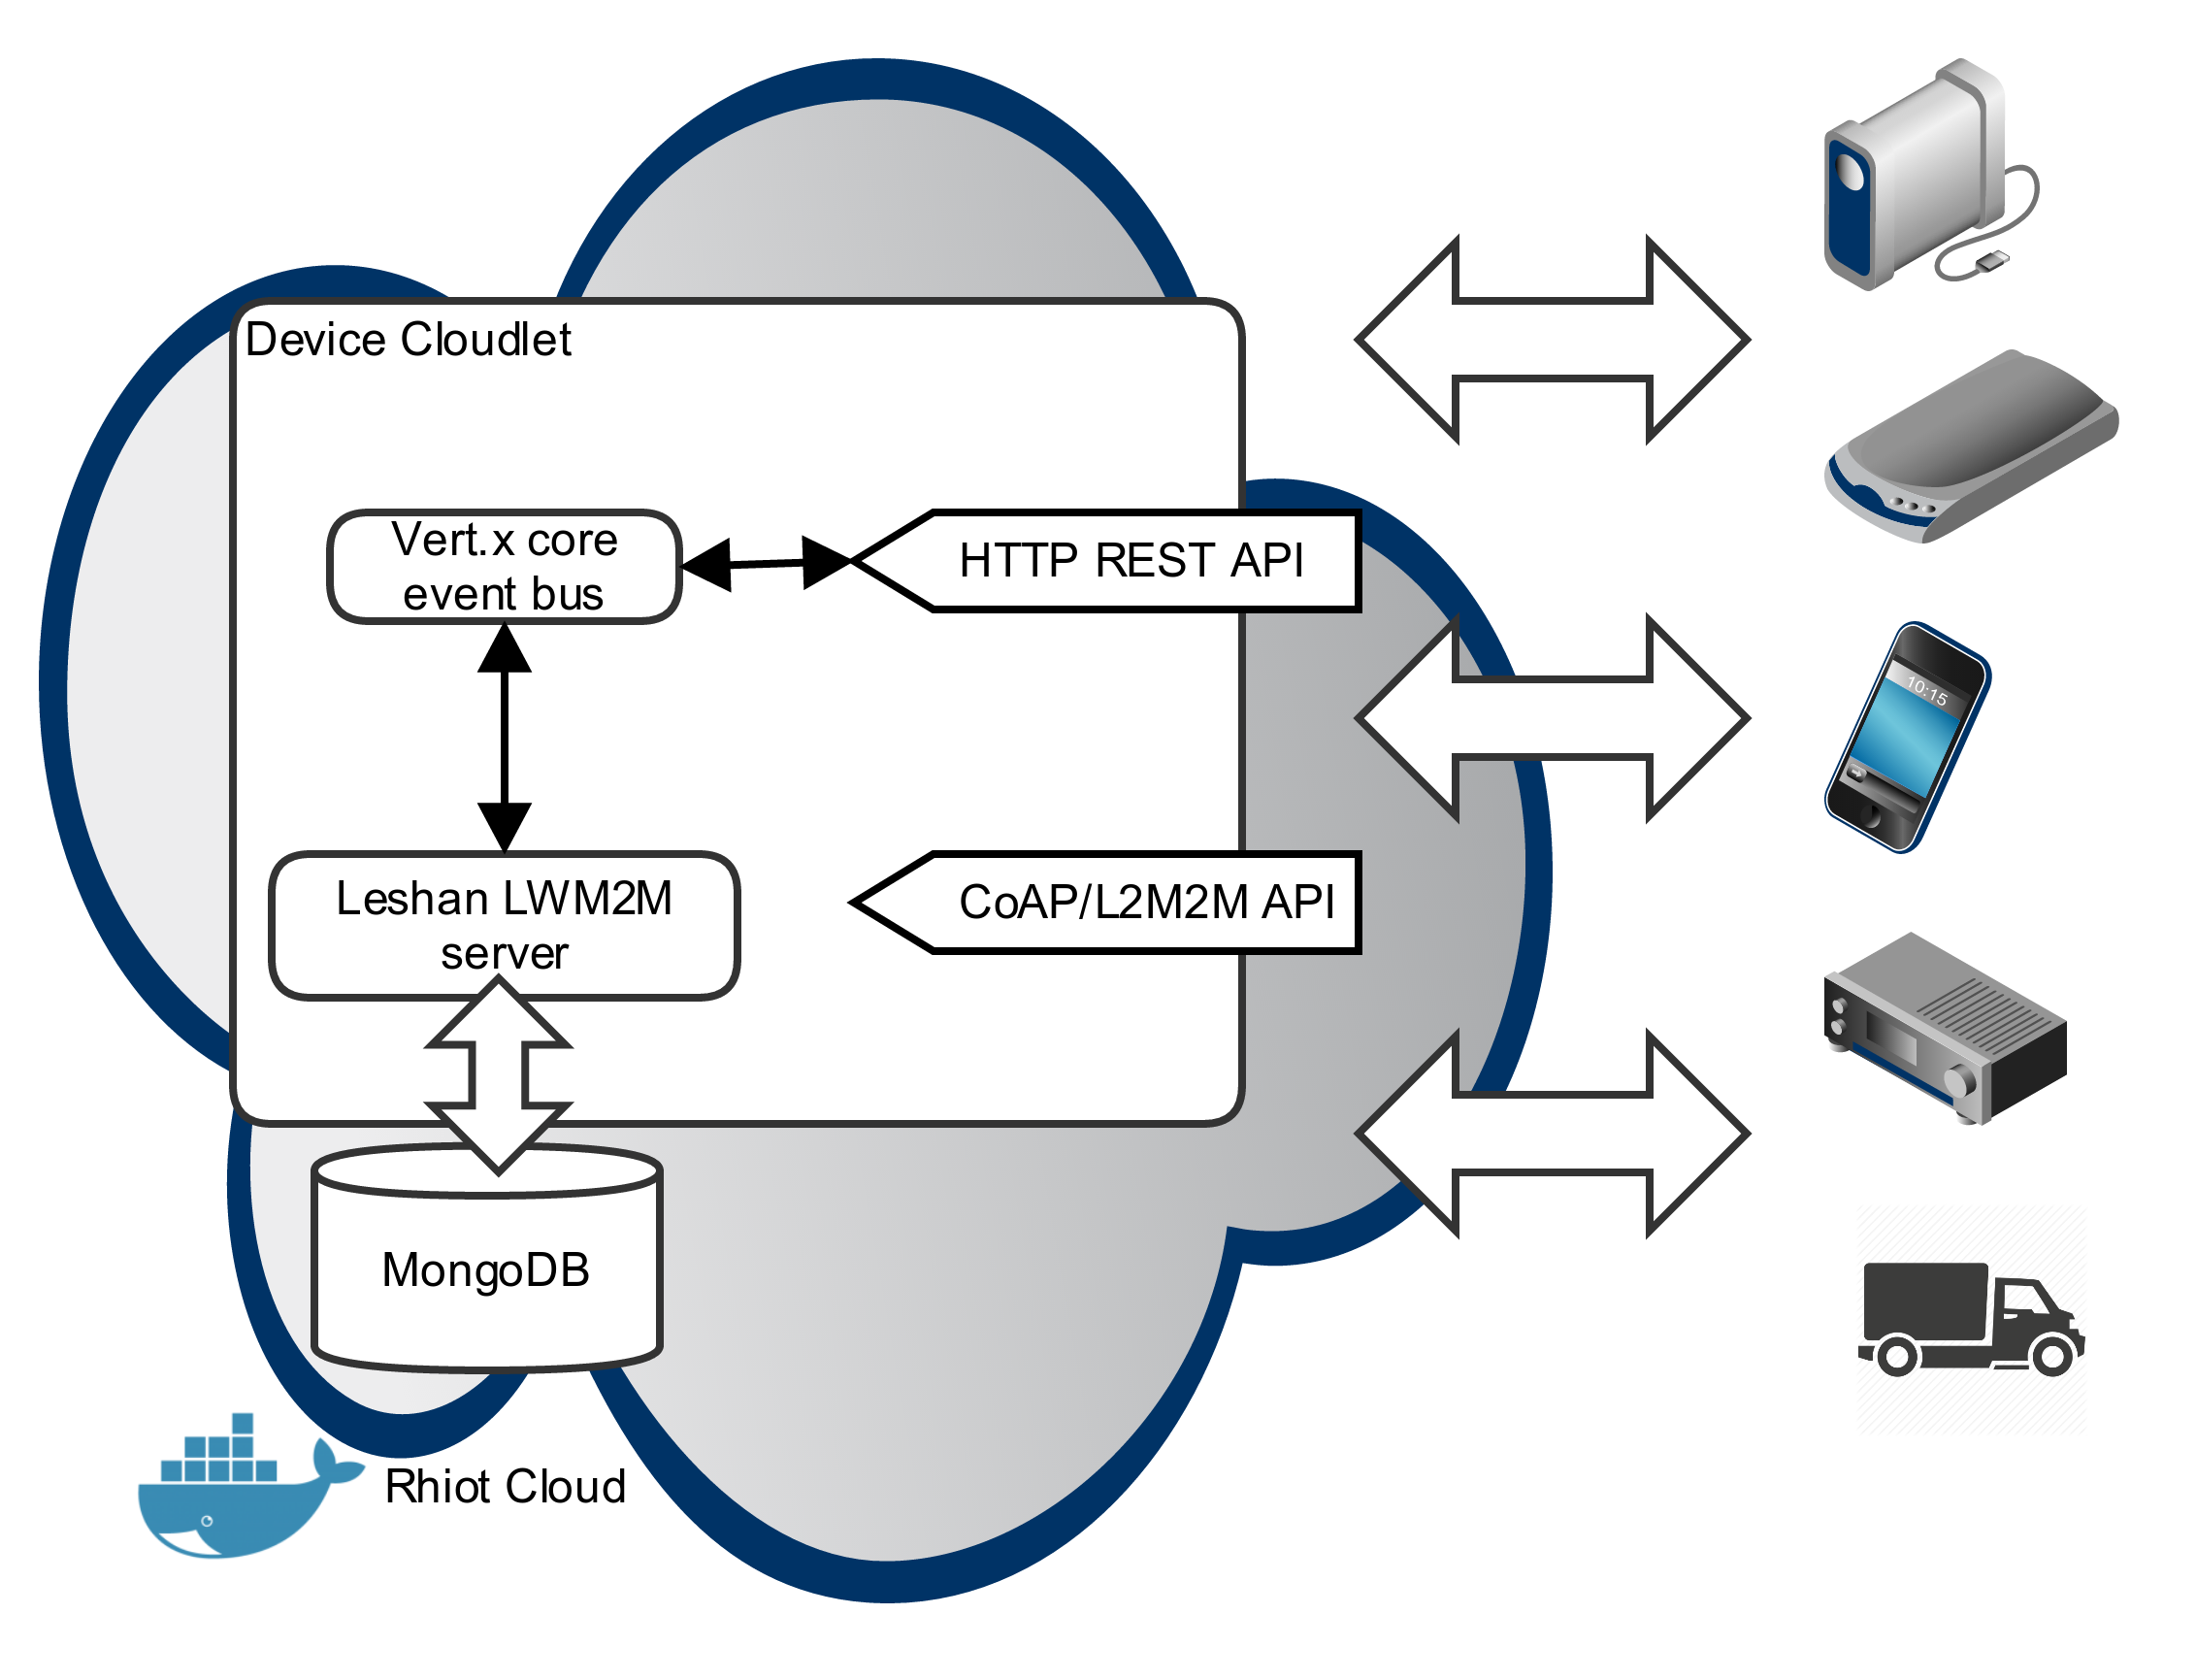 Device Cloudlet
Vert.x core
event bus
HTTP REST API
10:15
Leshan LWM2M
server
CoAP/L2M2M API
MongoDB
Rhiot Cloud